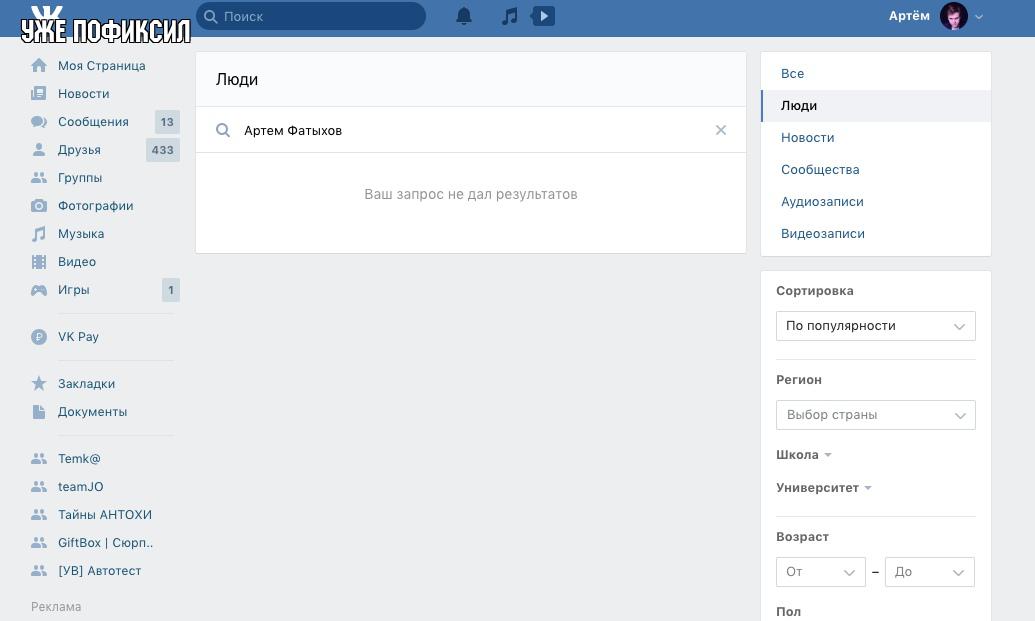 Поиск
Артём
УЖЕ ПОФИКСИЛ
Моя Страница
Новости
Сообщения 13
Друзья 433
Группы
Фотографии
Музыка
Видео
Игры 1
VK Pay
Закладки
Документы
Temk@
teamJO
Тайны АНТОХИ
GiftBox | Сюрп..
[УВ] Автотест
Реклама
Люди
Артем Фатыхов
Ваш запрос не дал результатов
Все
Люди
Новости
Сообщества
Аудиозаписи
Видеозаписи
Сортировка
По популярности
Регион
Выбор страны
Школа
Университет
Возраст
От – До
Пол